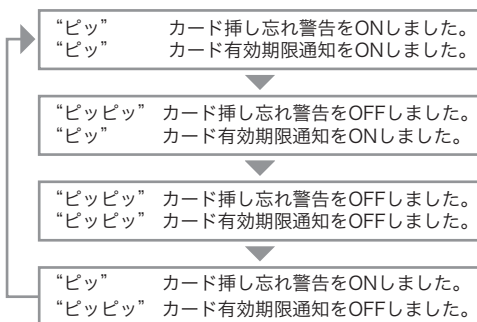 “ピッ” カード挿し忘れ警告をONしました。
“ピッ” カード有効期限通知をONしました。
“ピッピッ” カード挿し忘れ警告をOFFしました。
“ピッ” カード有効期限通知をONしました。
“ピッピッ” カード挿し忘れ警告をOFFしました。
“ピッピッ” カード有効期限通知をOFFしました。
“ピッ” カード挿し忘れ警告をONしました。
“ピッピッ” カード有効期限通知をOFFしました。